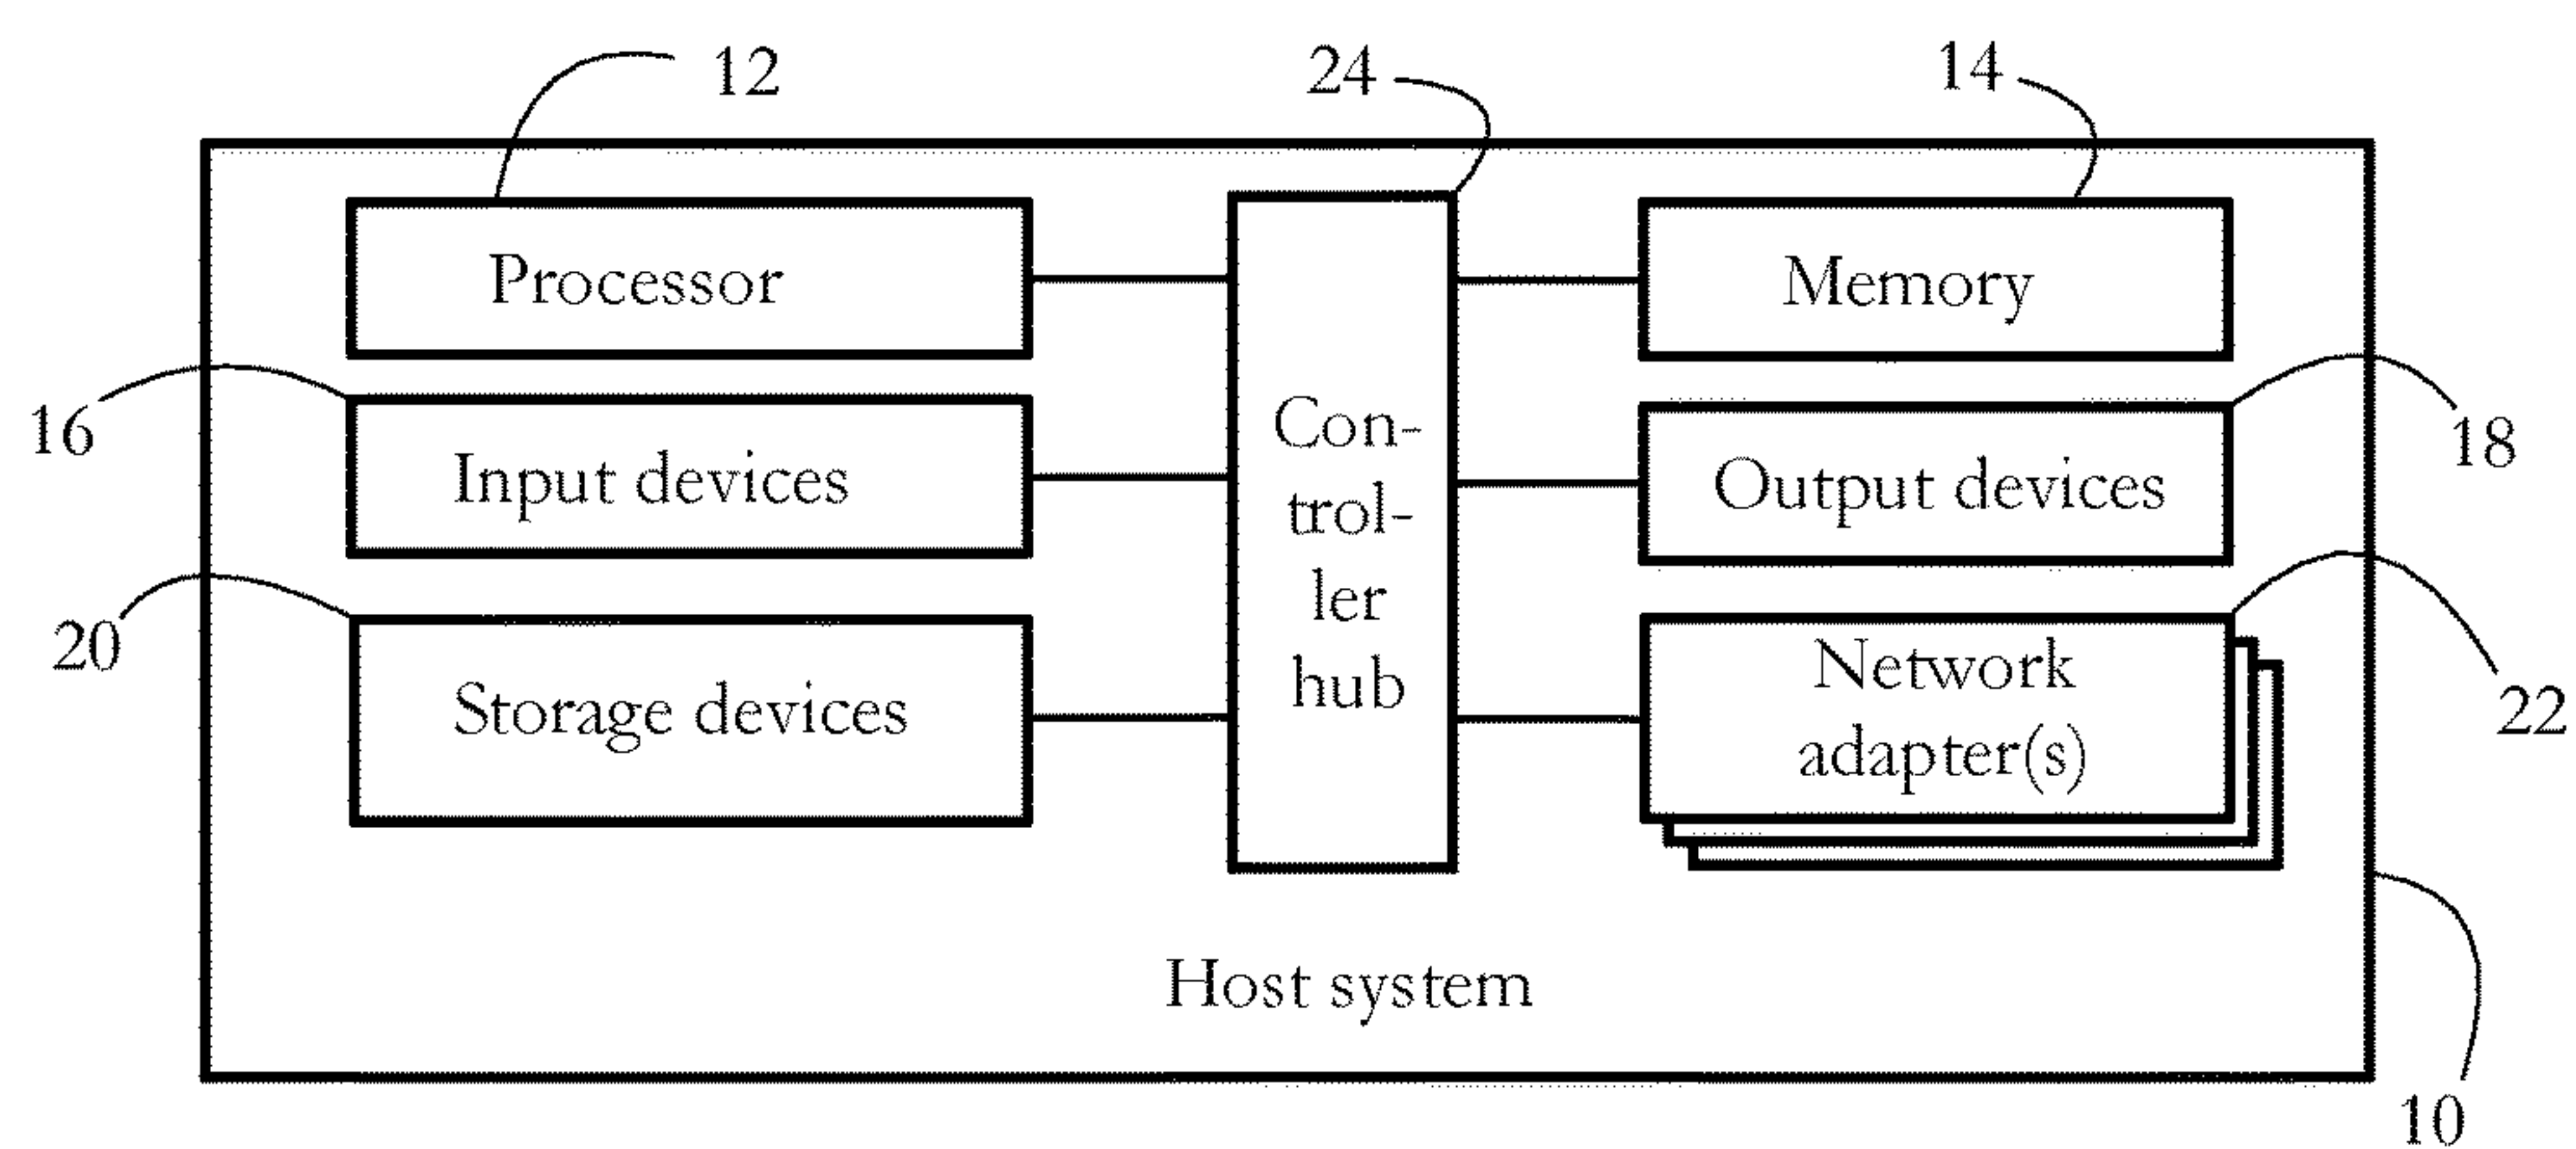 12
24
14
Processor
Memory
16
Input devices
Con-
trol-
ler
hub
Output devices
18
20
Storage devices
Network
adapter(s)
22
Host system
10